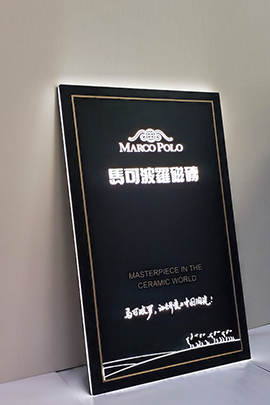 MARCO POLO
馬可波羅磁磚
MASTERPIECE IN THE
CERAMIC WORLD